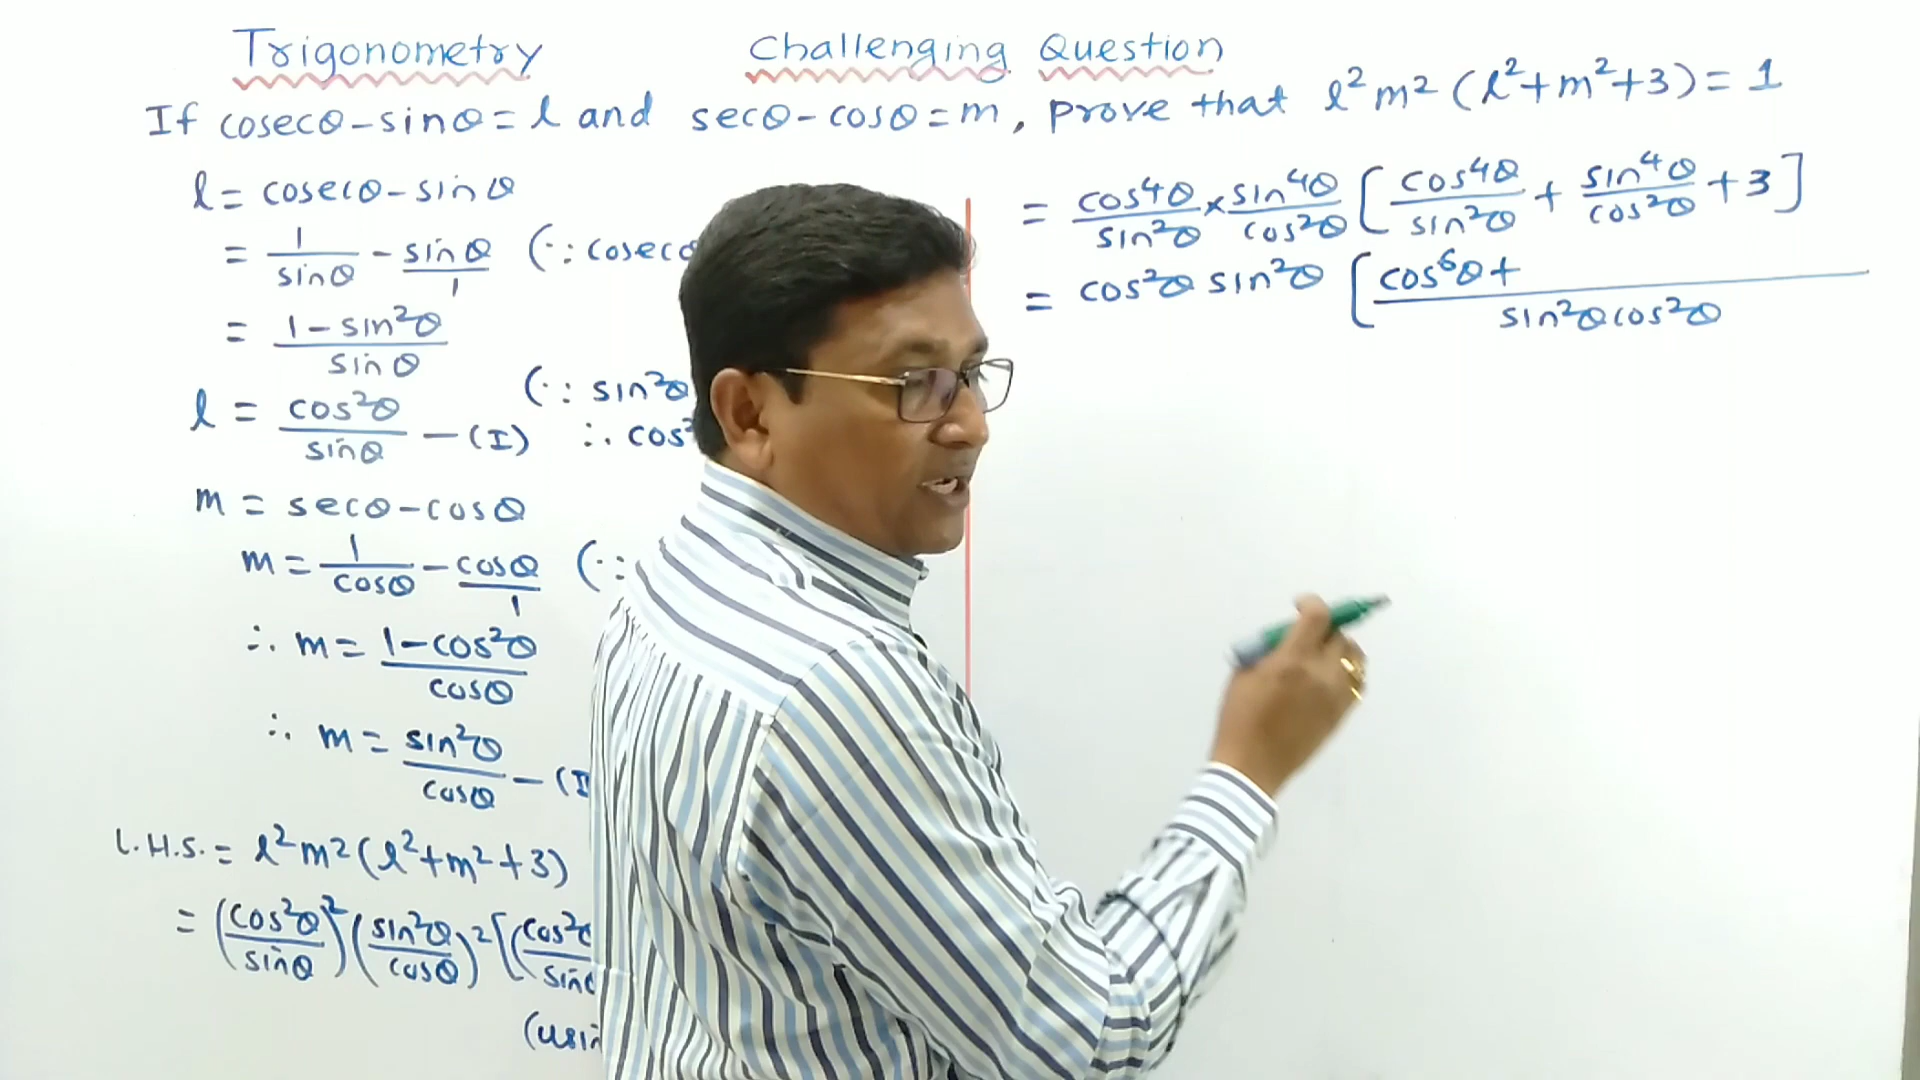 Trigonometry Challenging Question
If cosecθ-sinθ=l and secθ-cosθ=m, prove that l²m²(l²+m²+3)=1
l = cosecθ-sinθ
= 1/sinθ - sinθ/1 (∵ cosecθ
= 1-sin²θ/sinθ
(∵ sin²θ
l = cos²θ/sinθ —(I) ∴ cos²
m = secθ-cosθ
m = 1/cosθ - cosθ/1 (∵
∴ m = 1-cos²θ/cosθ
∴ m = sin²θ/cosθ —(I
L.H.S. = l²m²(l²+m²+3)
= (cos²θ/sinθ)² (sin²θ/cosθ)² [(cos²θ/sinθ
= cos⁴θ/sin²θ × sin⁴θ/cos²θ [cos⁴θ/sin²θ + sin⁴θ/cos²θ + 3]
= cos²θ sin²θ [cos⁶θ+ / sin²θcos²θ